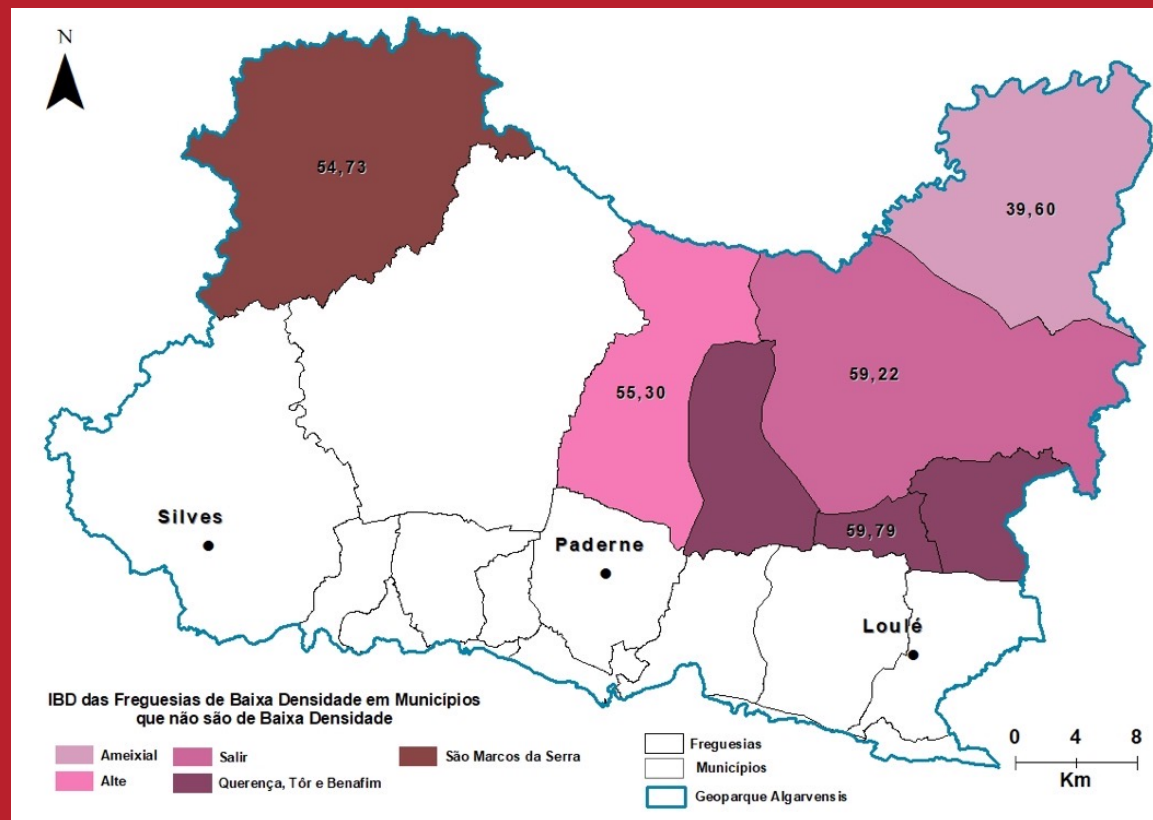 N
54,73
39,60
55,30
59,22
Silves
Paderne
59,79
Loulé
IBD das Freguesias de Baixa Densidade em Municípios
que não são de Baixa Densidade
Ameixial
Salir
São Marcos da Serra
Alte
Querença, Tôr e Benafim
Freguesias
Municípios
Geoparque Algarvensis
0 4 8
Km